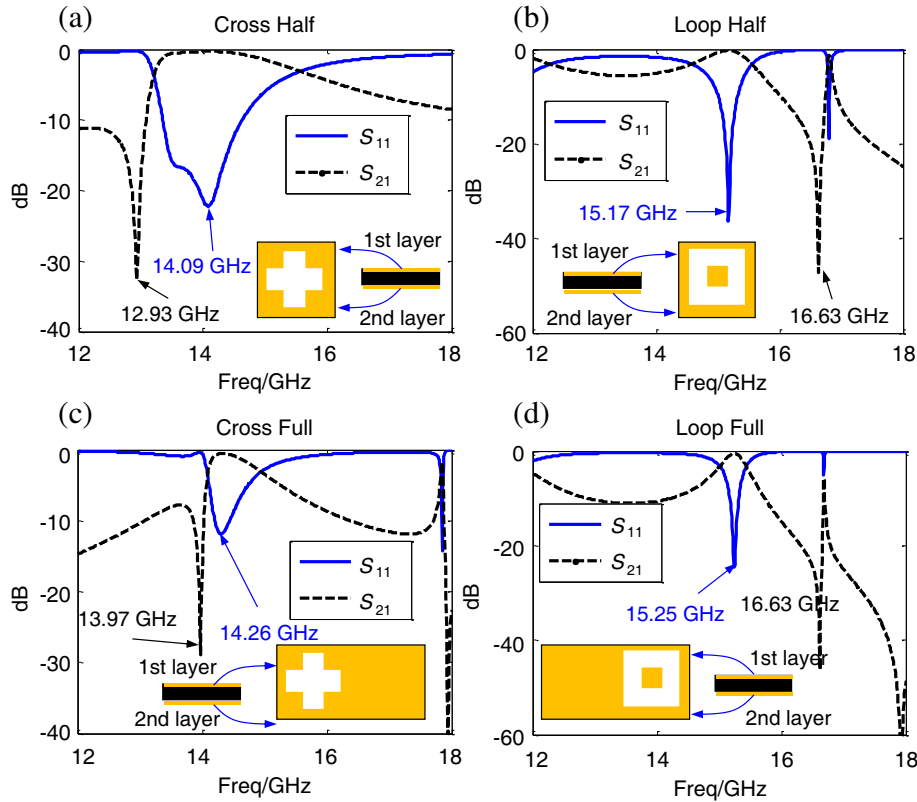 (a)
Cross Half
0
-10
-20
-30
-40
dB
S11
S21
14.09 GHz
12.93 GHz
1st layer
2nd layer
12
14
16
18
Freq/GHz
(b)
Loop Half
0
-20
-40
-60
dB
S11
S21
15.17 GHz
1st layer
2nd layer
16.63 GHz
12
14
16
18
Freq/GHz
(c)
Cross Full
0
-10
-20
-30
-40
dB
S11
S21
13.97 GHz
14.26 GHz
1st layer
2nd layer
12
14
16
18
Freq/GHz
(d)
Loop Full
0
-20
-40
-60
dB
S11
S21
15.25 GHz
16.63 GHz
1st layer
2nd layer
12
14
16
18
Freq/GHz